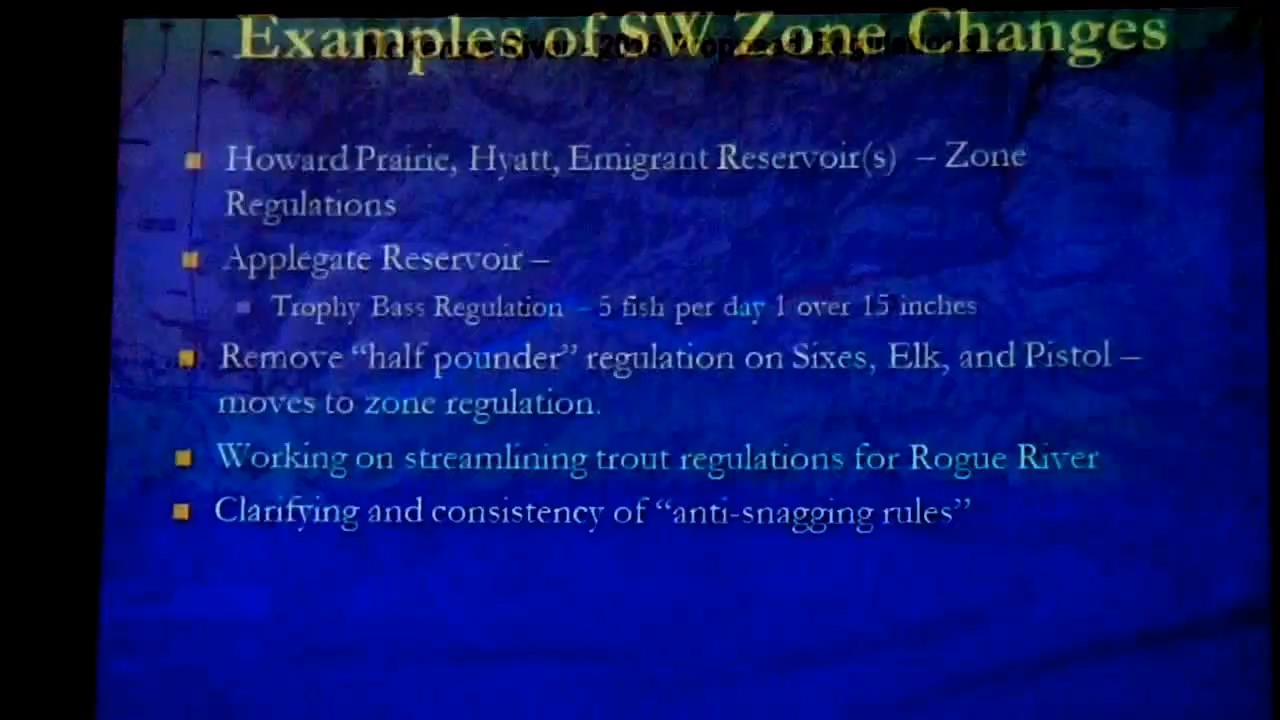 Examples of SW Zone Changes
Howard Prairie, Hyatt, Emigrant Reservoir(s) – Zone
Regulations
Applegate Reservoir –
Trophy Bass Regulation – 5 fish per day 1 over 15 inches
Remove “half pounder” regulation on Sixes, Elk, and Pistol –
moves to zone regulation.
Working on streamlining trout regulations for Rogue River
Clarifying and consistency of “anti-snagging rules”